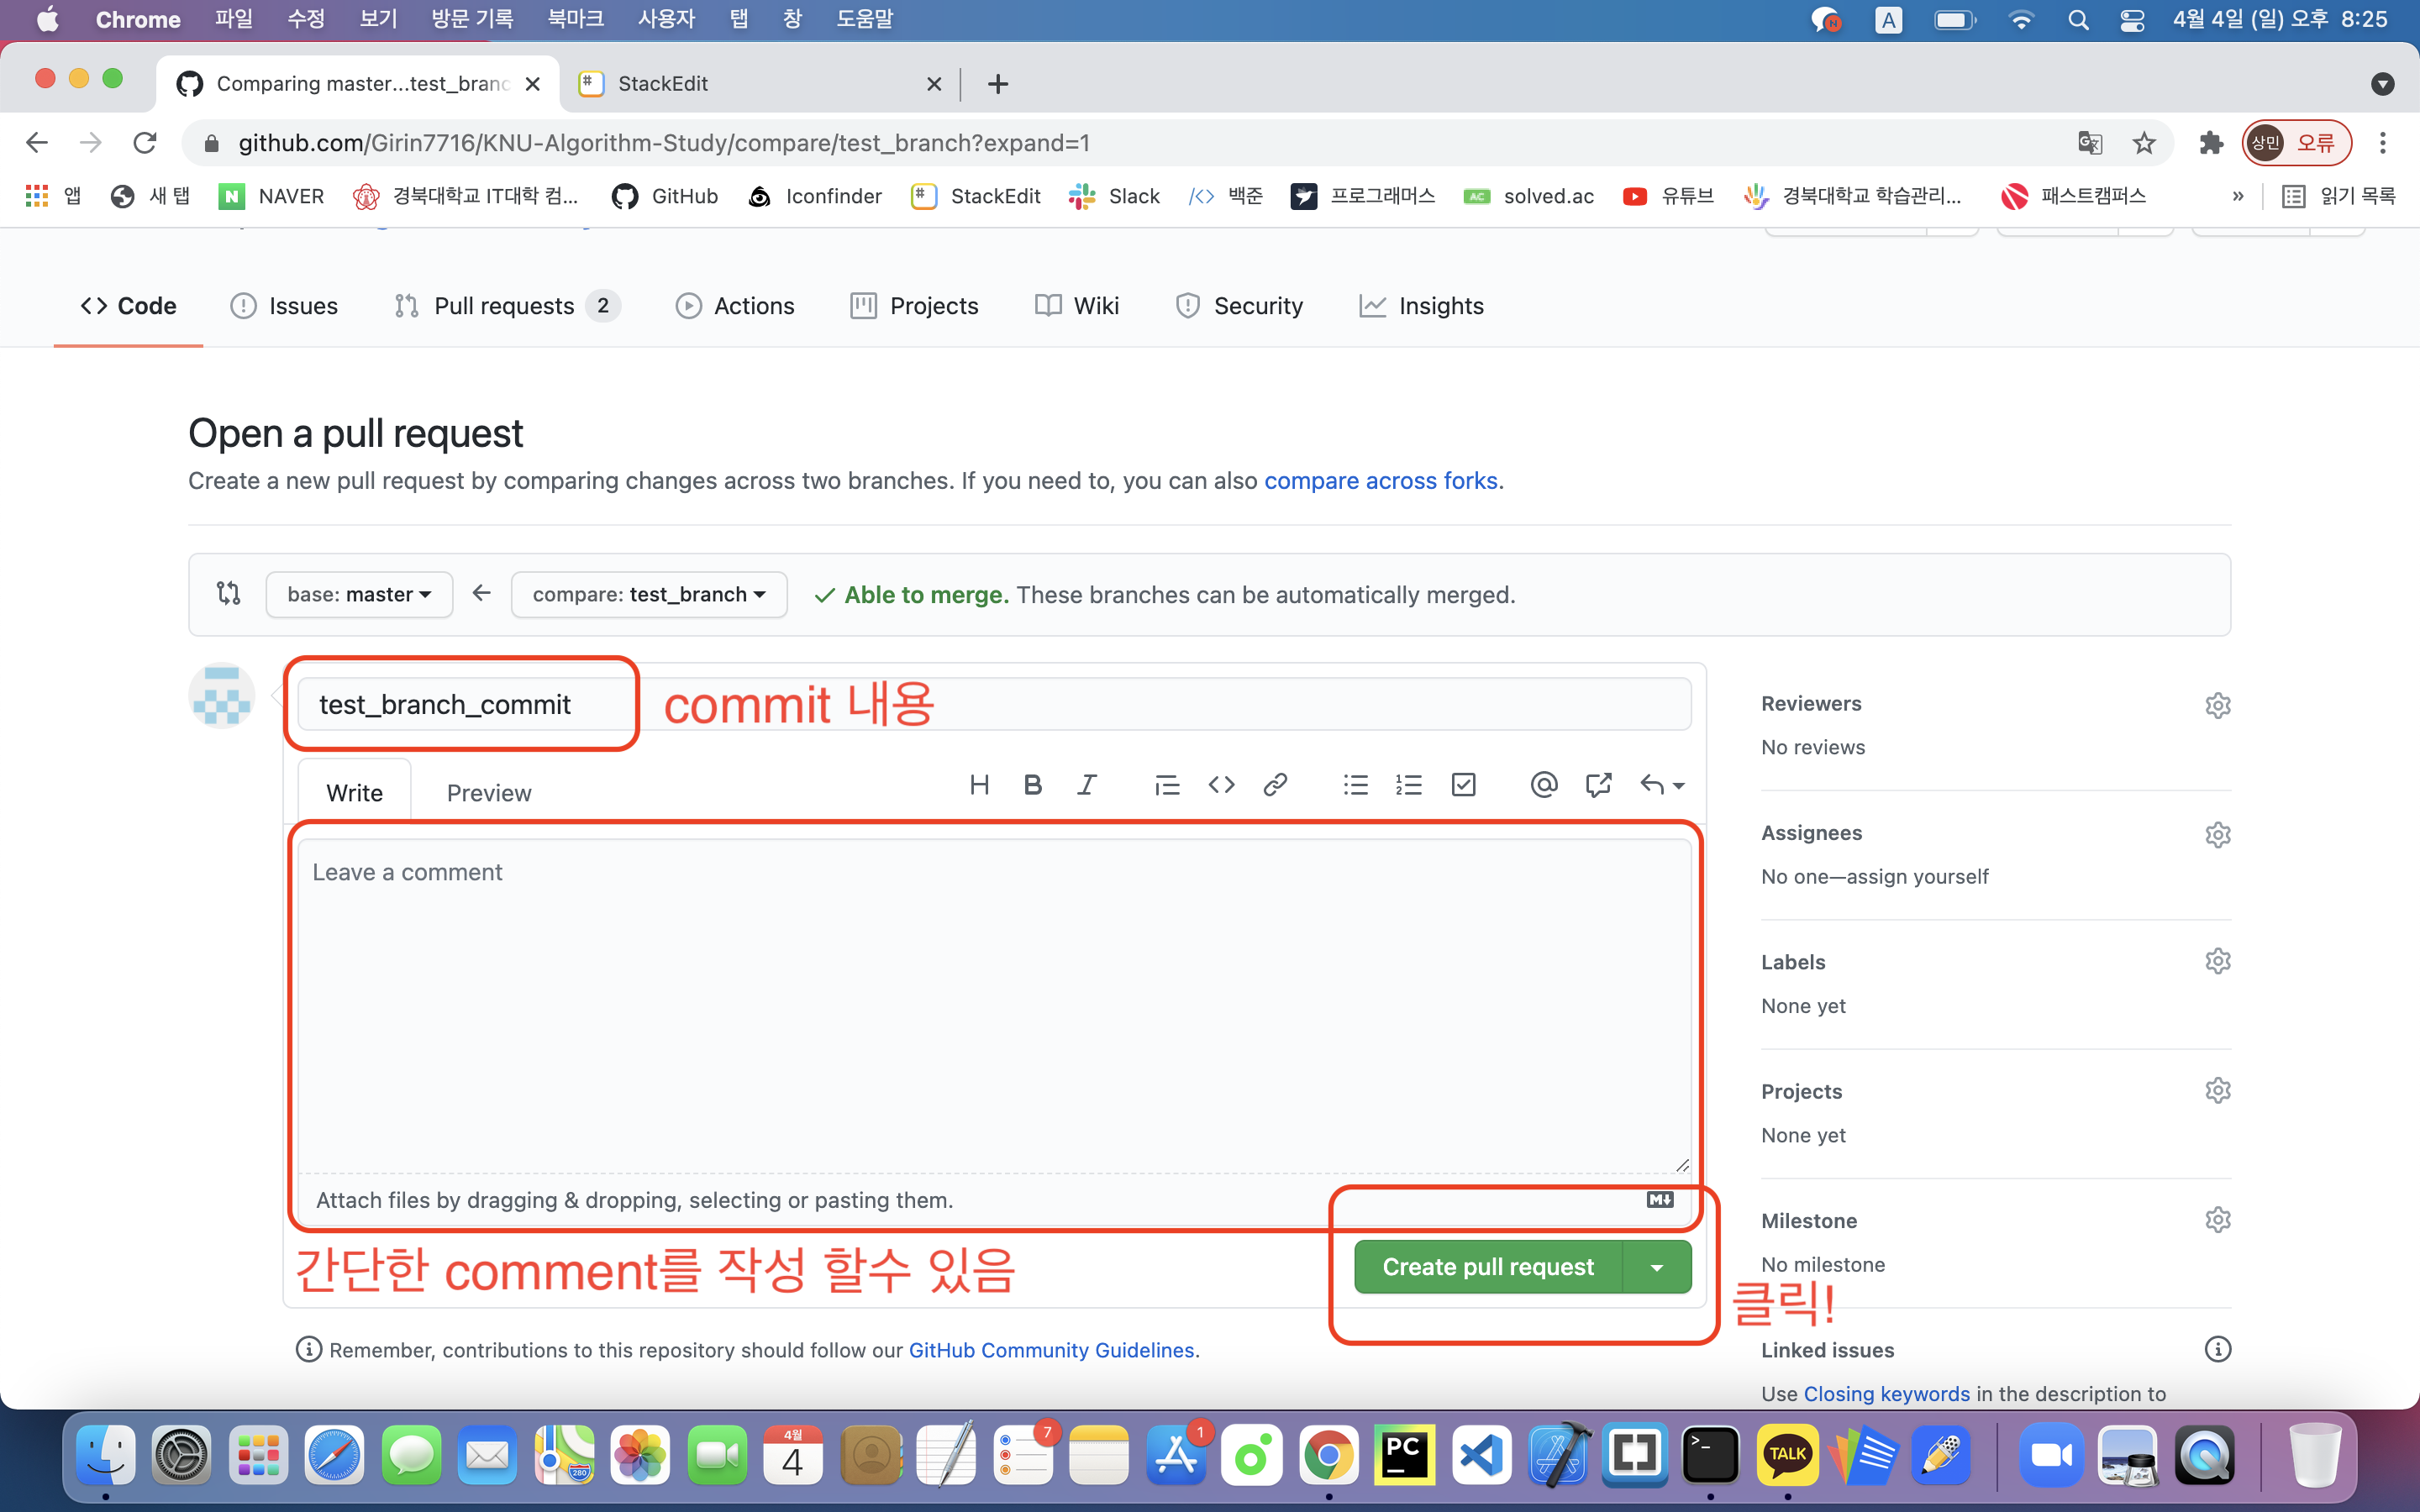 Chrome 파일 수정 보기 방문 기록 북마크 사용자 탭 창 도움말 A 4월 4일 (일) 오후 8:25
Comparing master...test_branc StackEdit
github.com/Girin7716/KNU-Algorithm-Study/compare/test_branch?expand=1 상민 오류
앱 새 탭 N NAVER 경북대학교 IT대학 컴... GitHub Iconfinder StackEdit Slack 백준 프로그래머스 AC solved.ac 유튜브 경북대학교 학습관리... 패스트캠퍼스 » 읽기 목록
Code Issues Pull requests 2 Actions Projects Wiki Security Insights
Open a pull request
Create a new pull request by comparing changes across two branches. If you need to, you can also compare across forks.
base: master compare: test_branch Able to merge. These branches can be automatically merged.
test_branch_commit commit 내용
Write Preview
Leave a comment
Attach files by dragging & dropping, selecting or pasting them.
간단한 comment를 작성 할수 있음
Create pull request
클릭!
Remember, contributions to this repository should follow our GitHub Community Guidelines.
Reviewers
No reviews
Assignees
No one—assign yourself
Labels
None yet
Projects
None yet
Milestone
No milestone
Linked issues
Use Closing keywords in the description to
280 4월 4 7 1 PC TALK